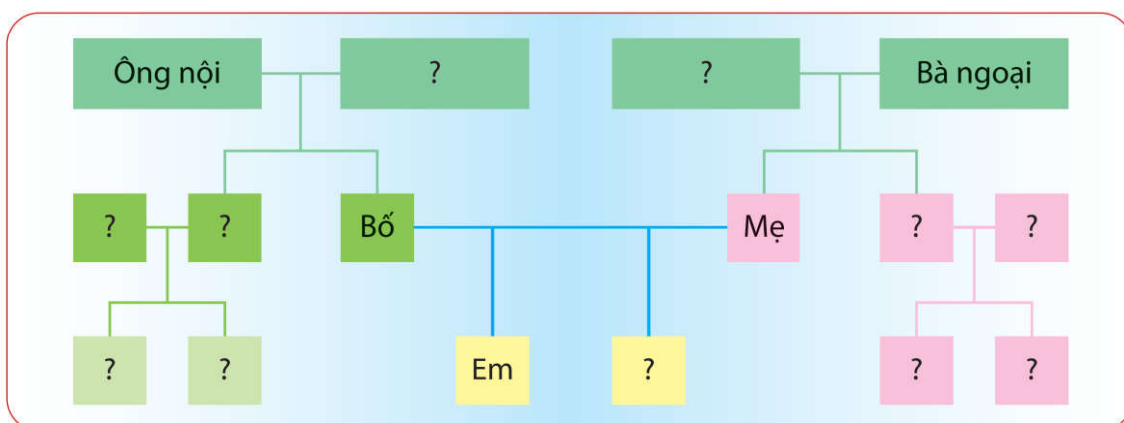 Ông nội ? ? Bà ngoại
? ? Bố Mẹ ? ?
? ? Em ? ? ?